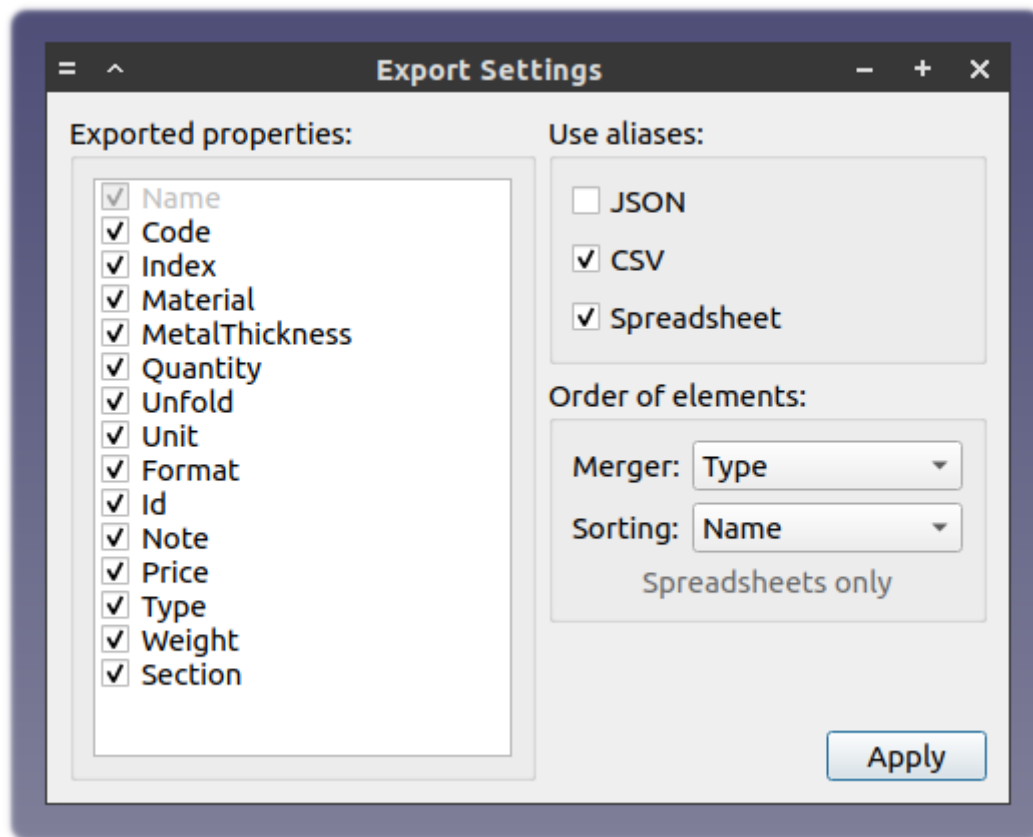 Export Settings
Exported properties:
Name
Code
Index
Material
MetalThickness
Quantity
Unfold
Unit
Format
Id
Note
Price
Type
Weight
Section
Use aliases:
JSON
CSV
Spreadsheet
Order of elements:
Merger: Type
Sorting: Name
Spreadsheets only
Apply